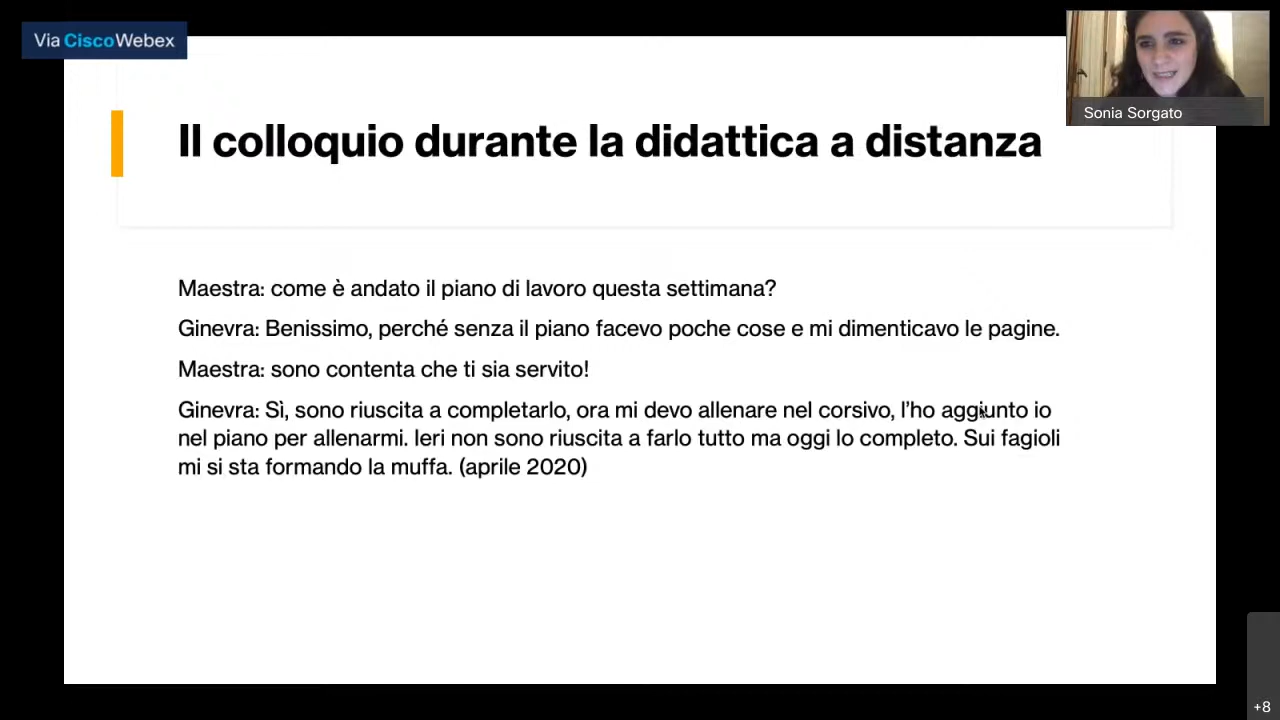 Via CiscoWebex
Sonia Sorgato
Il colloquio durante la didattica a distanza
Maestra: come è andato il piano di lavoro questa settimana?
Ginevra: Benissimo, perché senza il piano facevo poche cose e mi dimenticavo le pagine.
Maestra: sono contenta che ti sia servito!
Ginevra: Sì, sono riuscita a completarlo, ora mi devo allenare nel corsivo, l’ho aggiunto io
nel piano per allenarmi. Ieri non sono riuscita a farlo tutto ma oggi lo completo. Sui fagioli
mi si sta formando la muffa. (aprile 2020)
+8